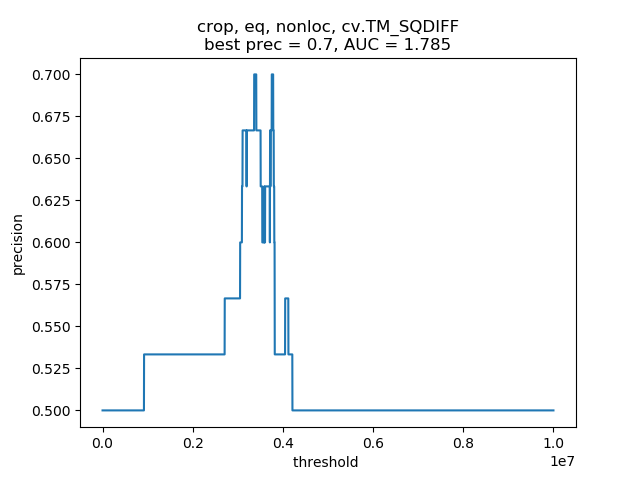 crop, eq, nonloc, cv.TM_SQDIFF
best prec = 0.7, AUC = 1.785
0.700
0.675
0.650
0.625
0.600
0.575
0.550
0.525
0.500
precision
0.0 0.2 0.4 0.6 0.8 1.0
1e7
threshold